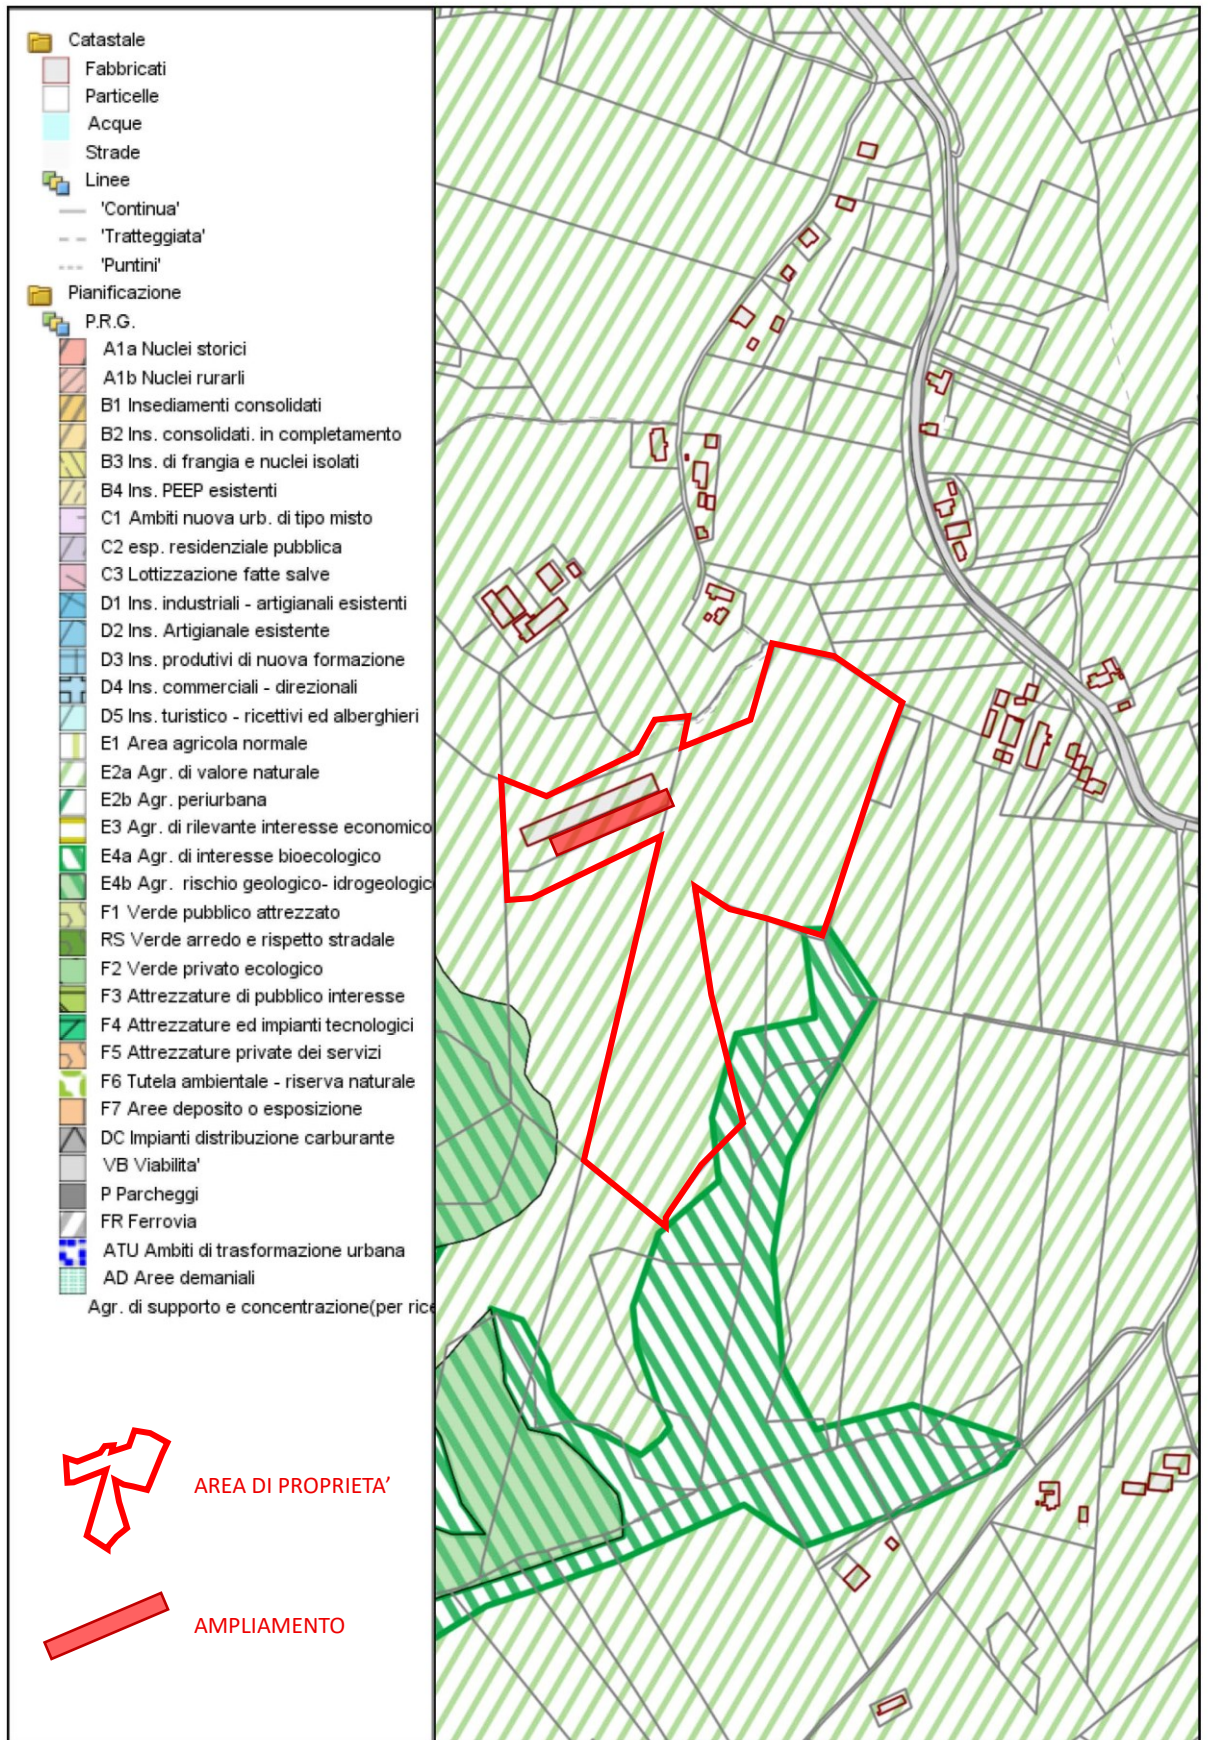 Catastale
Fabbricati
Particelle
Acque
Strade
Linee
'Continua'
'Tratteggiata'
'Puntini'
Pianificazione
P.R.G.
A1a Nuclei storici
A1b Nuclei rurarli
B1 Insediamenti consolidati
B2 Ins. consolidati. in completamento
B3 Ins. di frangia e nuclei isolati
B4 Ins. PEEP esistenti
C1 Ambiti nuova urb. di tipo misto
C2 esp. residenziale pubblica
C3 Lottizzazione fatte salve
D1 Ins. industriali - artigianali esistenti
D2 Ins. Artigianale esistente
D3 Ins. produtivi di nuova formazione
D4 Ins. commerciali - direzionali
D5 Ins. turistico - ricettivi ed alberghieri
E1 Area agricola normale
E2a Agr. di valore naturale
E2b Agr. periurbana
E3 Agr. di rilevante interesse economico
E4a Agr. di interesse bioecologico
E4b Agr. rischio geologico- idrogeologic
F1 Verde pubblico attrezzato
RS Verde arredo e rispetto stradale
F2 Verde privato ecologico
F3 Attrezzature di pubblico interesse
F4 Attrezzature ed impianti tecnologici
F5 Attrezzature private dei servizi
F6 Tutela ambientale - riserva naturale
F7 Aree deposito o esposizione
DC Impianti distribuzione carburante
VB Viabilita'
P Parcheggi
FR Ferrovia
ATU Ambiti di trasformazione urbana
AD Aree demaniali
Agr. di supporto e concentrazione(per rice
AREA DI PROPRIETA'
AMPLIAMENTO